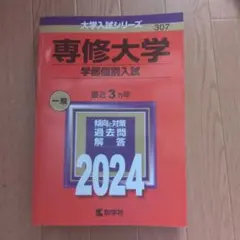 大学入試シリーズ
307
専修大学
学部個別入試
最近3カ年
一般
傾向と対策
過去問
解答
2024
教学社